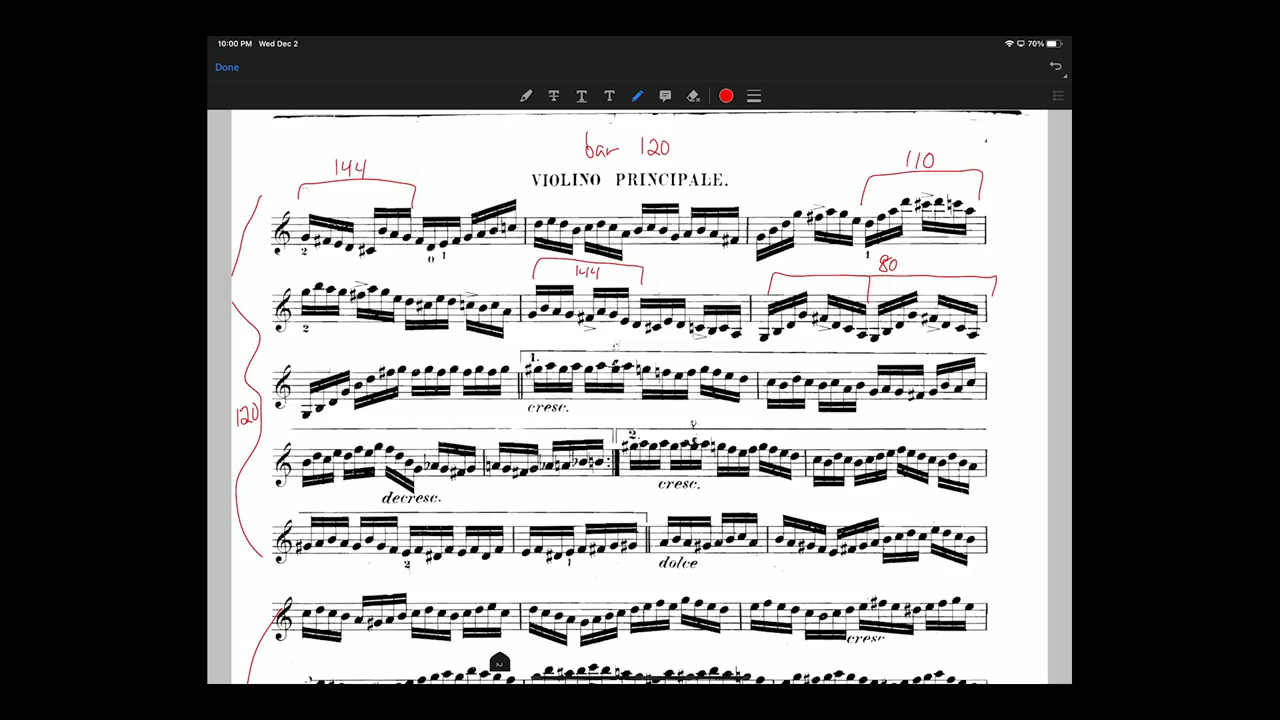 10:00 PM Wed Dec 2 70%
Done
T T T
bar 120
144 110
VIOLINO PRINCIPALE.
2 0 1 1
144 80
2
1.
cresc.
120
2.
decresc. cresc.
2 1 dolce
cresc
2